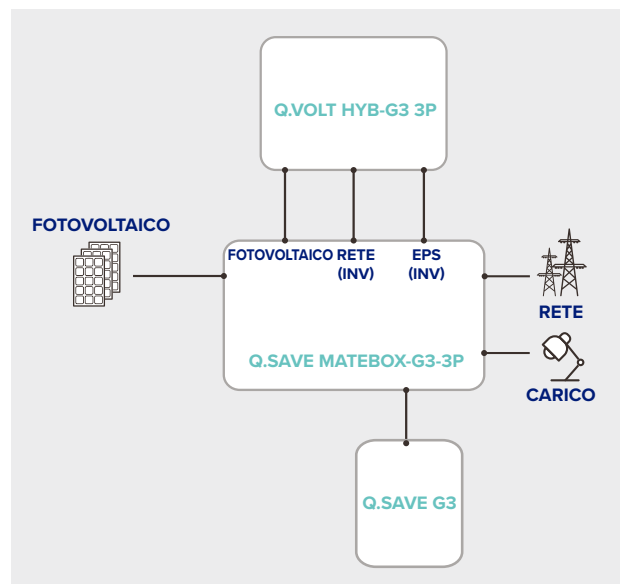 Q.VOLT HYB-G3 3P
FOTOVOLTAICO
FOTOVOLTAICO RETE EPS
(INV) (INV)
RETE
Q.SAVE MATEBOX-G3-3P
CARICO
Q.SAVE G3